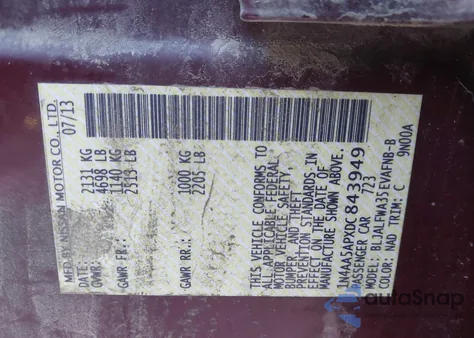 MFD BY NISSAN MOTOR CO., LTD.
DATE: 07/13
GVWR: 2131 KG
4698 LB
GAWR FR.: 1140 KG
2513 LB
GAWR RR.: 1000 KG
2205 LB
THIS VEHICLE CONFORMS TO
ALL APPLICABLE FEDERAL
MOTOR VEHICLE SAFETY,
BUMPER, AND THEFT
PREVENTION STANDARDS IN
EFFECT ON THE DATE OF
MANUFACTURE SHOWN ABOVE.
1N4AA5APXDC843949
PASSENGER CAR 723
MODEL: BLJALFWA35EVAFNB-B
COLOR: NAD TRIM: C 9N00A
autoSnap